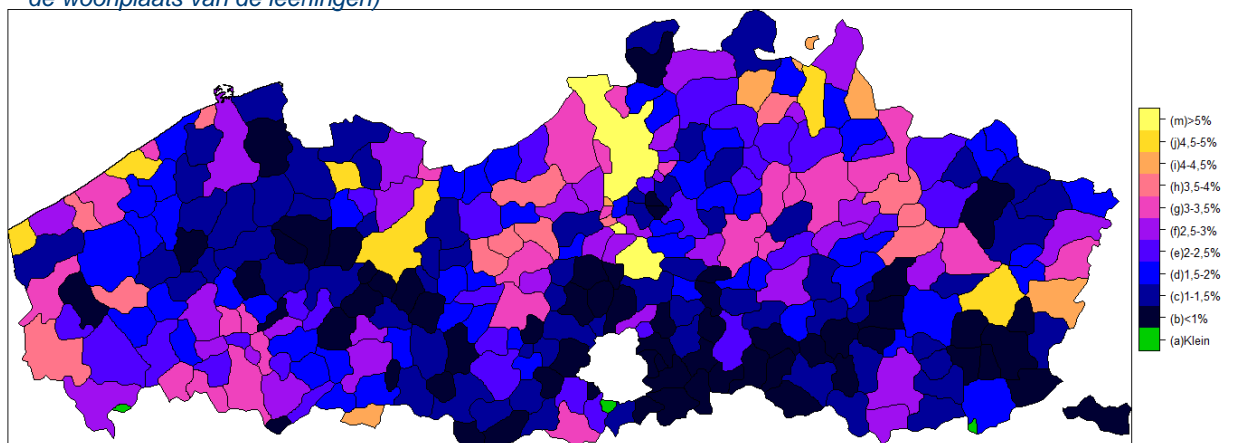 de woonplaats van de leerlingen)
(m)>5%
(j)4,5-5%
(i)4-4,5%
(h)3,5-4%
(g)3-3,5%
(f)2,5-3%
(e)2-2,5%
(d)1,5-2%
(c)1-1,5%
(b)<1%
(a)Klein